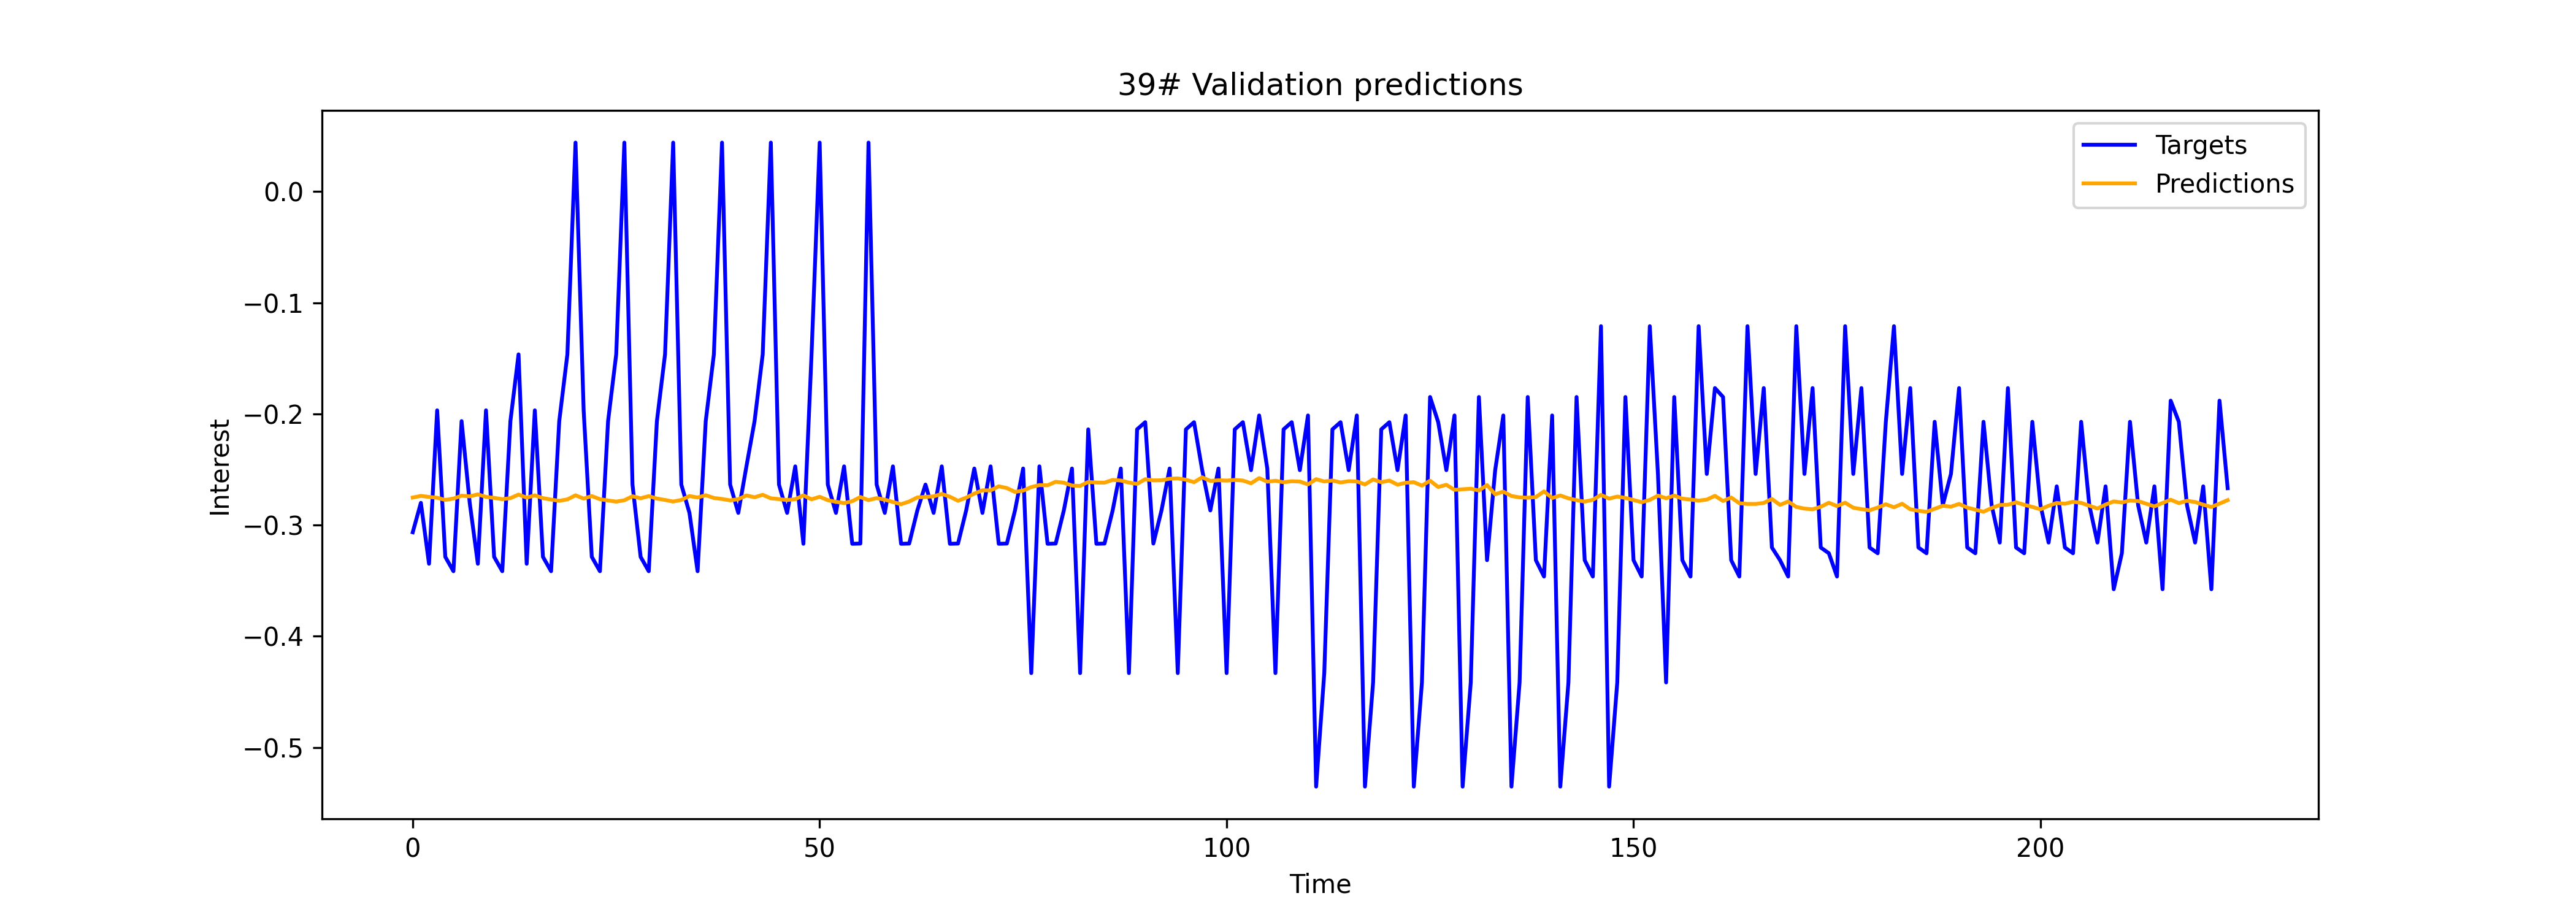 39# Validation predictions
Targets
Predictions
Interest
0.0
−0.1
−0.2
−0.3
−0.4
−0.5
0
50
100
150
200
Time